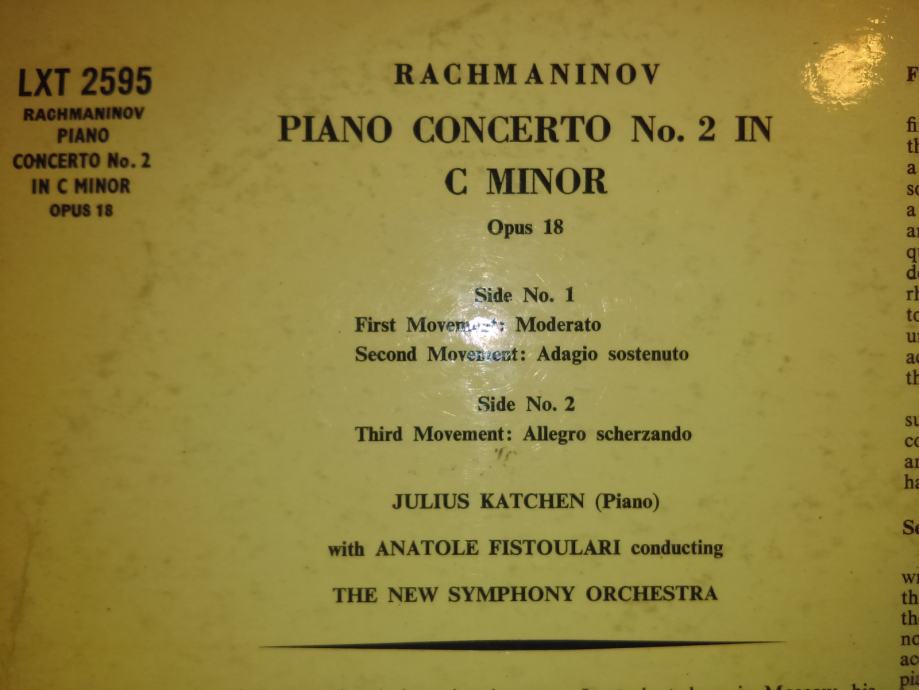 LXT 2595
RACHMANINOV
PIANO
CONCERTO No. 2
IN C MINOR
OPUS 18
RACHMANINOV
PIANO CONCERTO No. 2 IN
C MINOR
Opus 18
Side No. 1
First Movement: Moderato
Second Movement: Adagio sostenuto
Side No. 2
Third Movement: Allegro scherzando
JULIUS KATCHEN (Piano)
with ANATOLE FISTOULARI conducting
THE NEW SYMPHONY ORCHESTRA